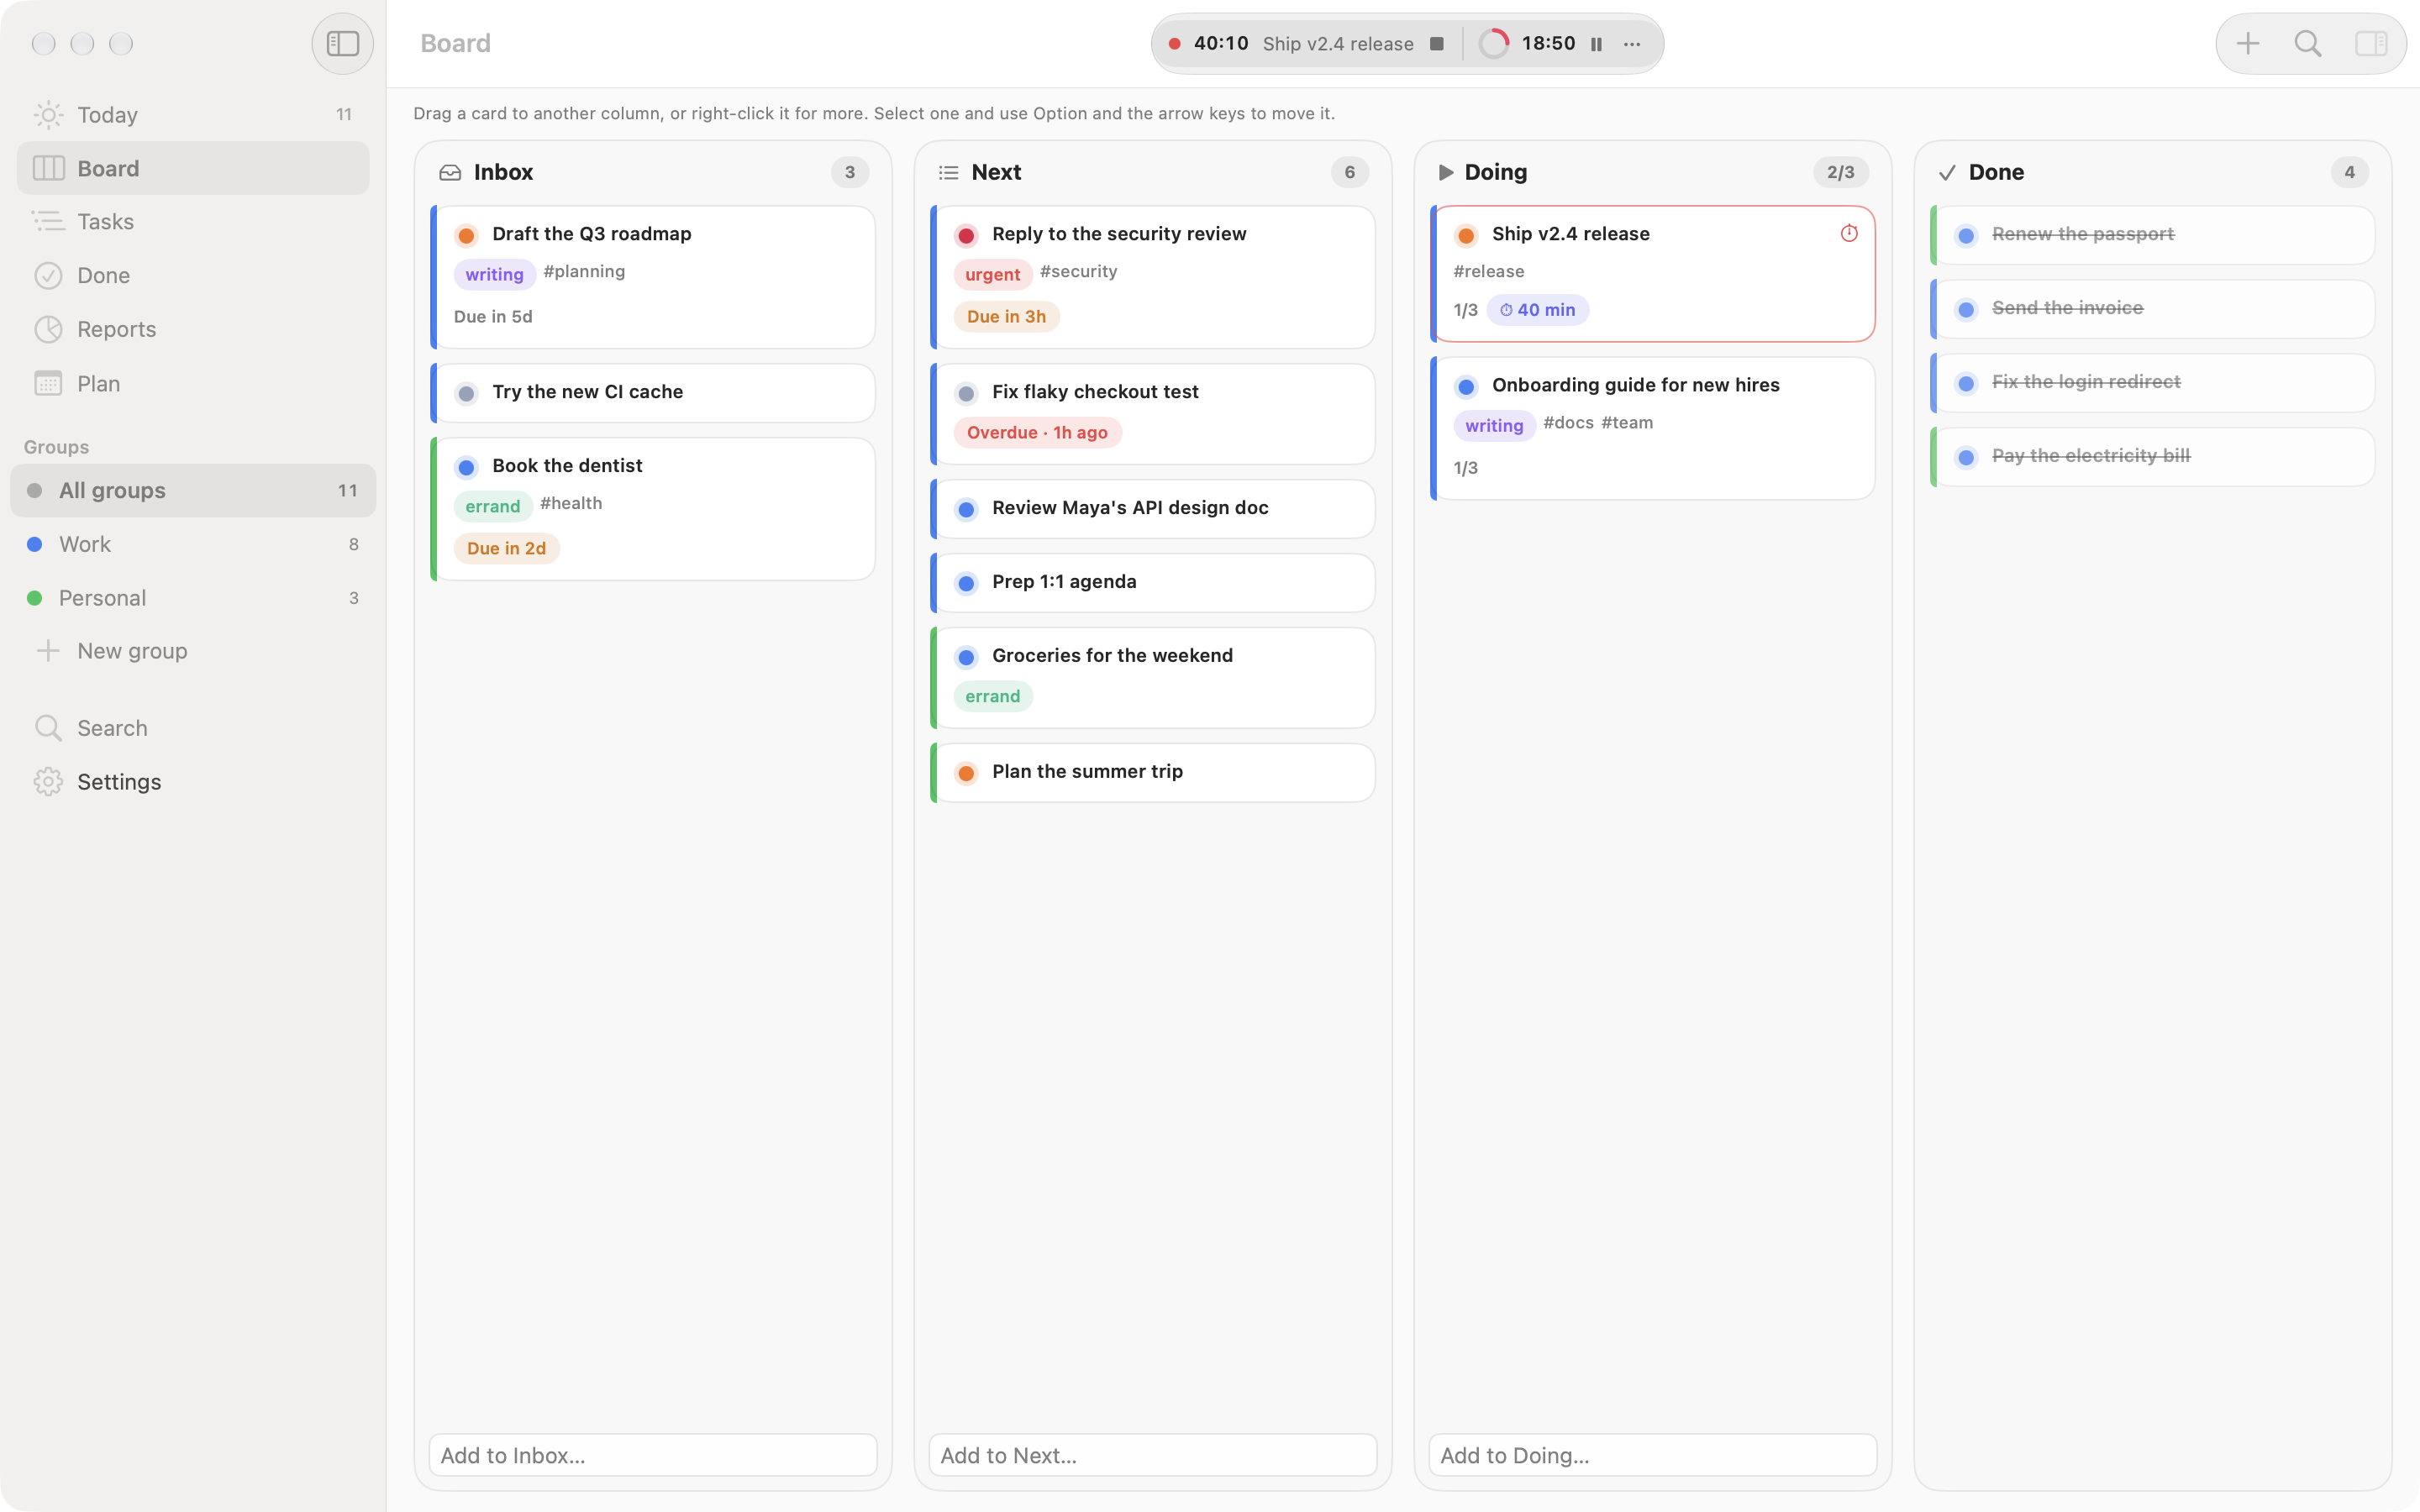 Today 11
Board
Tasks
Done
Reports
Plan
Groups
All groups 11
Work 8
Personal 3
New group
Search
Settings
Board
40:10 Ship v2.4 release 18:50
Drag a card to another column, or right-click it for more. Select one and use Option and the arrow keys to move it.
Inbox 3
Draft the Q3 roadmap
writing #planning
Due in 5d
Try the new CI cache
Book the dentist
errand #health
Due in 2d
Add to Inbox...
Next 6
Reply to the security review
urgent #security
Due in 3h
Fix flaky checkout test
Overdue · 1h ago
Review Maya's API design doc
Prep 1:1 agenda
Groceries for the weekend
errand
Plan the summer trip
Add to Next...
Doing 2/3
Ship v2.4 release
#release
1/3 40 min
Onboarding guide for new hires
writing #docs #team
1/3
Add to Doing...
Done 4
Renew the passport
Send the invoice
Fix the login redirect
Pay the electricity bill